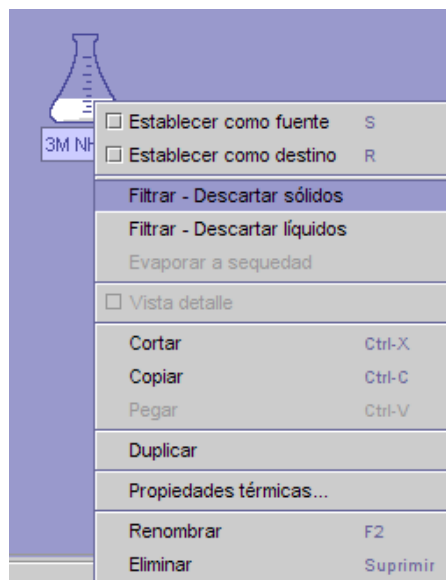 3M NH
Establecer como fuente S
Establecer como destino R
Filtrar - Descartar sólidos
Filtrar - Descartar líquidos
Evaporar a sequedad
Vista detalle
Cortar Ctrl-X
Copiar Ctrl-C
Pegar Ctrl-V
Duplicar
Propiedades térmicas...
Renombrar F2
Eliminar Suprimir